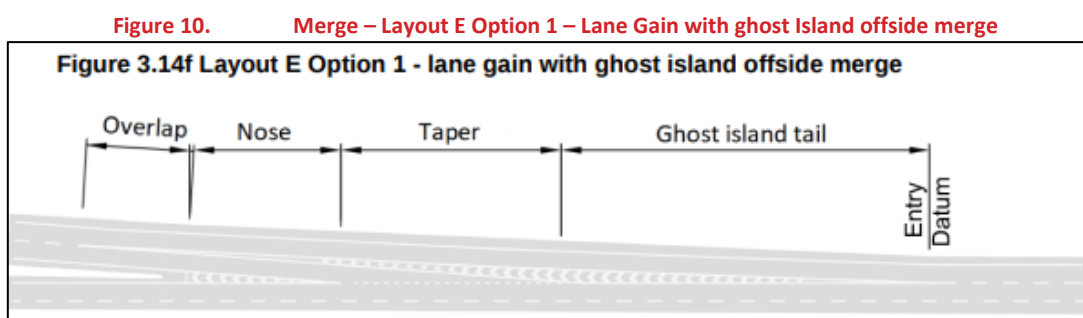 Figure 10. Merge – Layout E Option 1 – Lane Gain with ghost Island offside merge
Figure 3.14f Layout E Option 1 - lane gain with ghost island offside merge
Overlap Nose Taper Ghost island tail
Entry
Datum